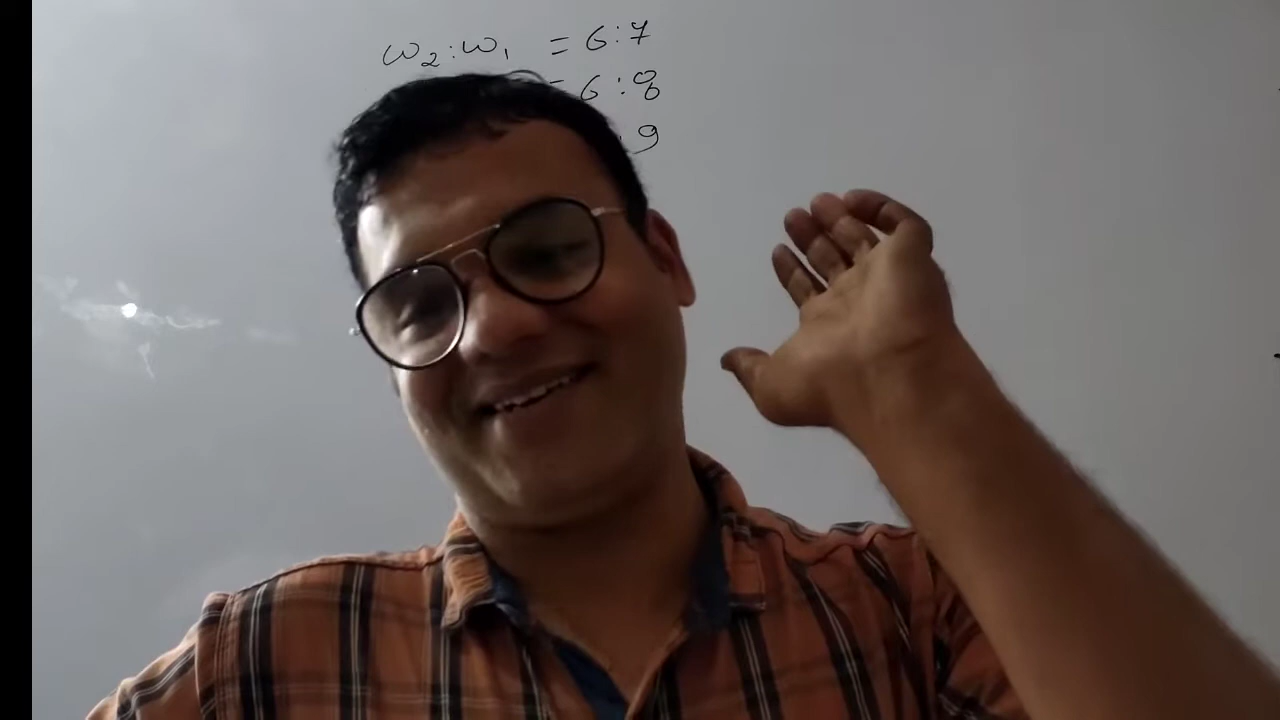 ω₂:ω₁ = 6:7
= 6:8
9